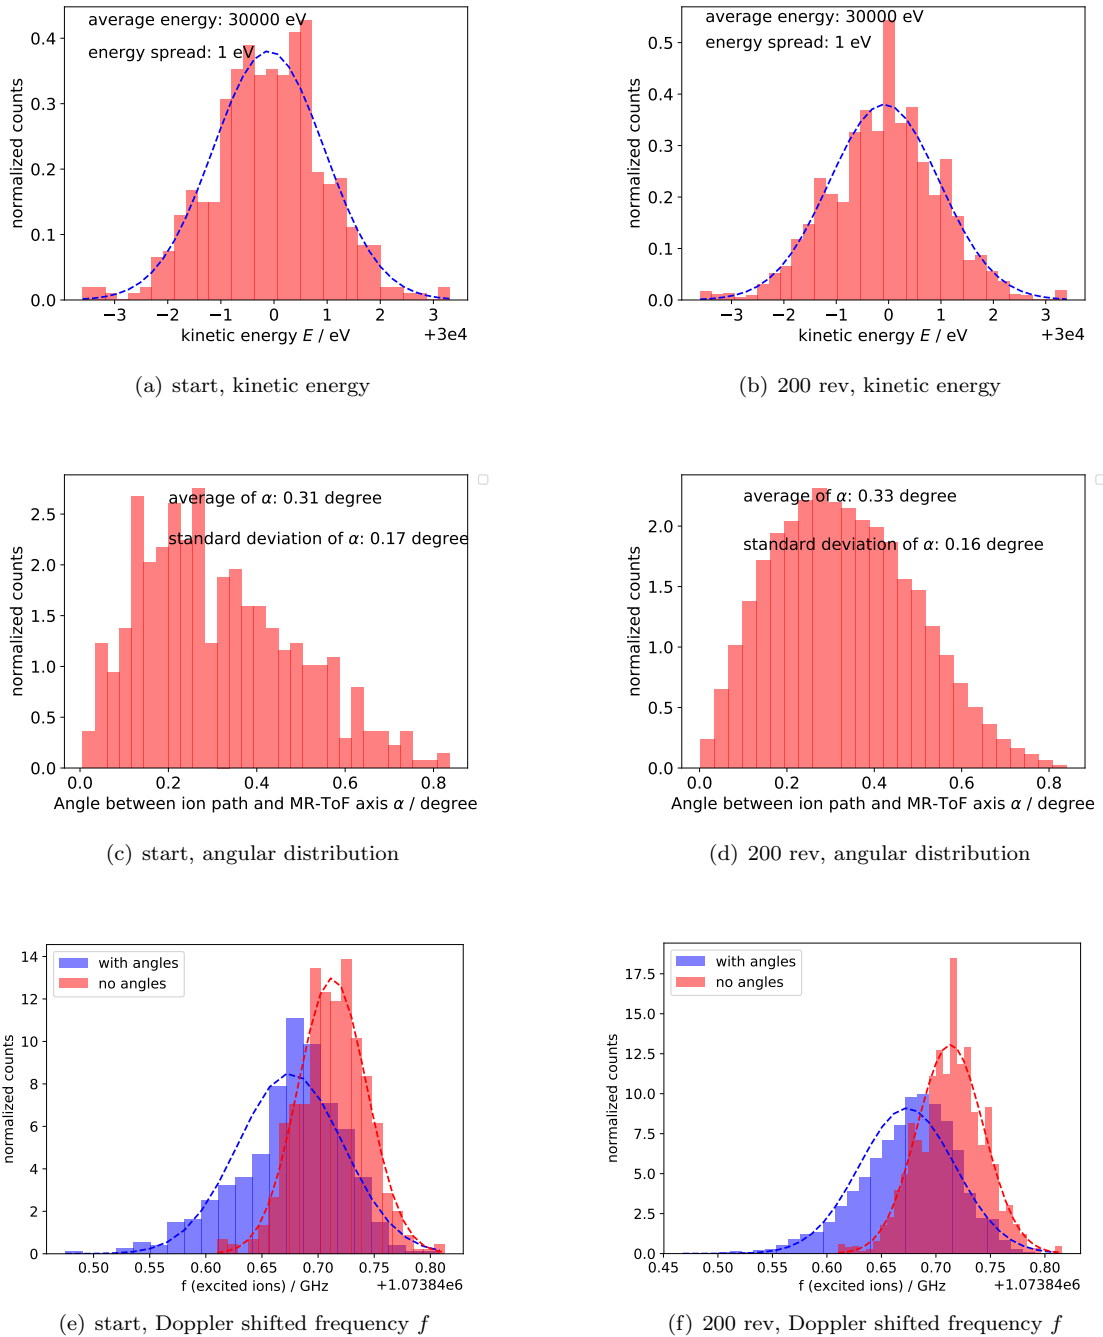 average energy: 30000 eV
energy spread: 1 eV
normalized counts
0.4
0.3
0.2
0.1
0.0
−3 −2 −1 0 1 2 3
kinetic energy E / eV
+3e4
(a) start, kinetic energy
average energy: 30000 eV
energy spread: 1 eV
normalized counts
0.5
0.4
0.3
0.2
0.1
0.0
−3 −2 −1 0 1 2 3
kinetic energy E / eV
+3e4
(b) 200 rev, kinetic energy
average of α: 0.31 degree
standard deviation of α: 0.17 degree
normalized counts
2.5
2.0
1.5
1.0
0.5
0.0
0.0 0.2 0.4 0.6 0.8
Angle between ion path and MR-ToF axis α / degree
(c) start, angular distribution
average of α: 0.33 degree
standard deviation of α: 0.16 degree
normalized counts
2.0
1.5
1.0
0.5
0.0
0.0 0.2 0.4 0.6 0.8
Angle between ion path and MR-ToF axis α / degree
(d) 200 rev, angular distribution
with angles
no angles
normalized counts
14
12
10
8
6
4
2
0
0.50 0.55 0.60 0.65 0.70 0.75 0.80
f (excited ions) / GHz
+1.07384e6
(e) start, Doppler shifted frequency f
with angles
no angles
normalized counts
17.5
15.0
12.5
10.0
7.5
5.0
2.5
0.0
0.45 0.50 0.55 0.60 0.65 0.70 0.75 0.80
f (excited ions) / GHz
+1.07384e6
(f) 200 rev, Doppler shifted frequency f